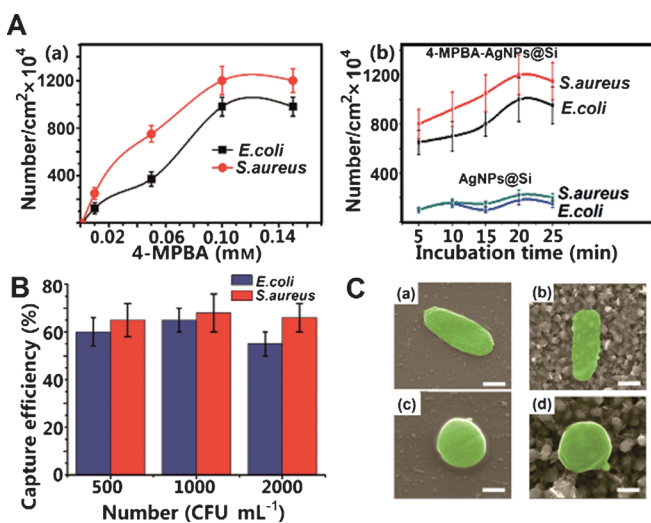 A
(a)
Number/cm²×10⁴
1200
800
400
0
E.coli
S.aureus
0.02 0.06 0.10 0.14
4-MPBA (mM)
(b)
Number/cm²×10⁴
1200
800
400
0
4-MPBA-AgNPs@Si
S.aureus
E.coli
AgNPs@Si
S.aureus
E.coli
5 10 15 20 25
Incubation time (min)
B
Capture efficiency (%)
80
60
40
20
0
E.coli
S.aureus
500 1000 2000
Number (CFU mL⁻¹)
C
(a)
(b)
(c)
(d)